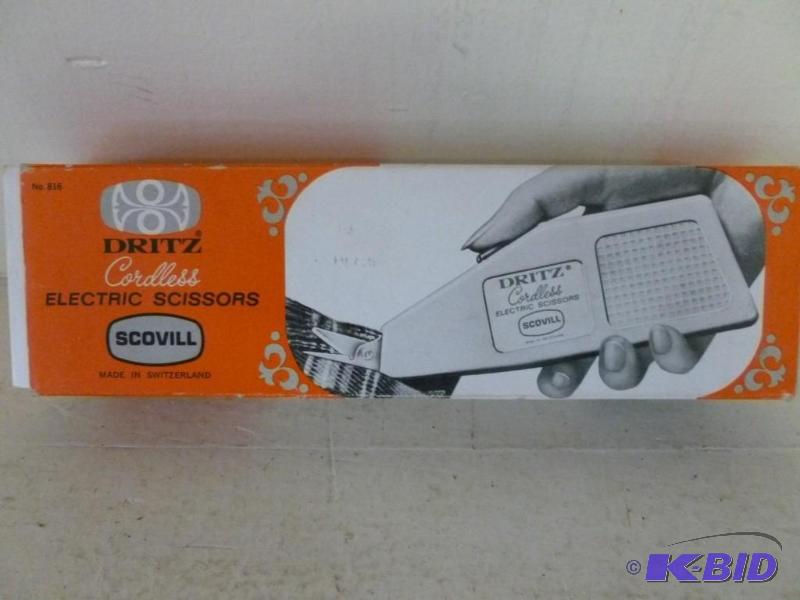 No. 816
DRITZ®
Cordless
ELECTRIC SCISSORS
SCOVILL
MADE IN SWITZERLAND
DRITZ®
Cordless
ELECTRIC SCISSORS
SCOVILL
© K-BID